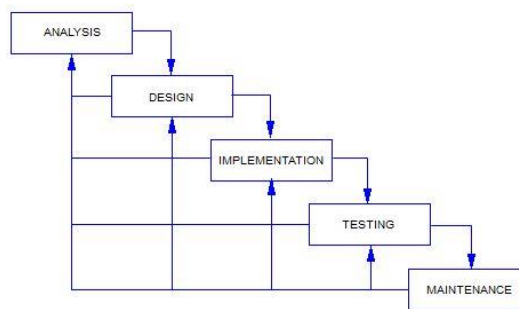 ANALYSIS
DESIGN
IMPLEMENTATION
TESTING
MAINTENANCE